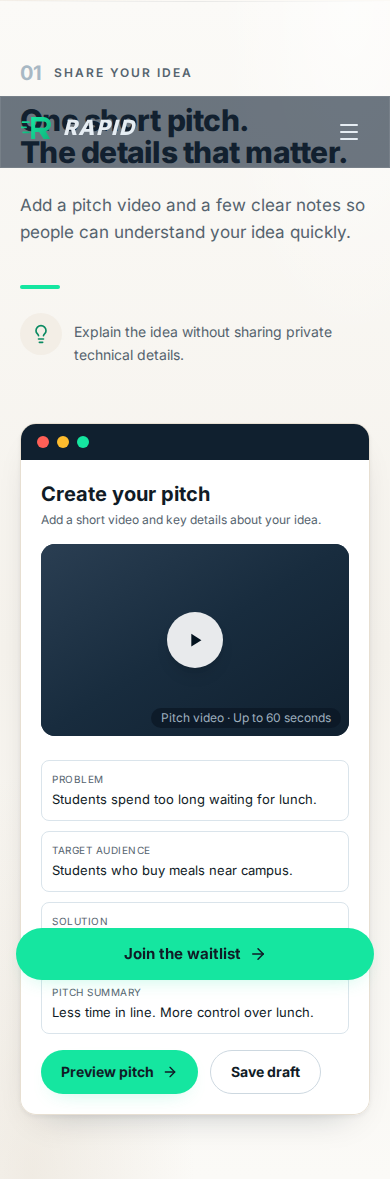 01 SHARE YOUR IDEA
One short pitch.
RAPID
The details that matter.
Add a pitch video and a few clear notes so
people can understand your idea quickly.
Explain the idea without sharing private
technical details.
Create your pitch
Add a short video and key details about your idea.
Pitch video · Up to 60 seconds
PROBLEM
Students spend too long waiting for lunch.
TARGET AUDIENCE
Students who buy meals near campus.
SOLUTION
Join the waitlist
PITCH SUMMARY
Less time in line. More control over lunch.
Preview pitch
Save draft